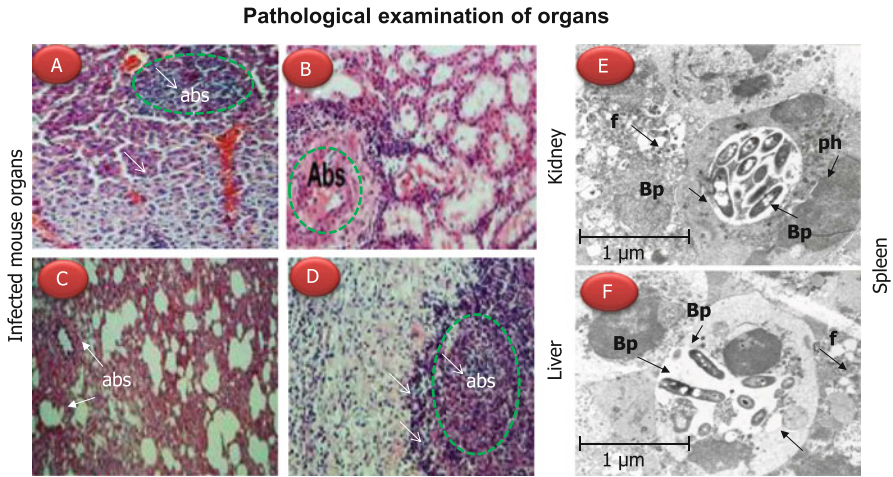 Pathological examination of organs
Infected mouse organs
A
abs
B
Abs
Kidney
C
abs
D
abs
Liver
E
f
ph
Bp
Bp
1 µm
F
Bp
Bp
f
1 µm
Spleen